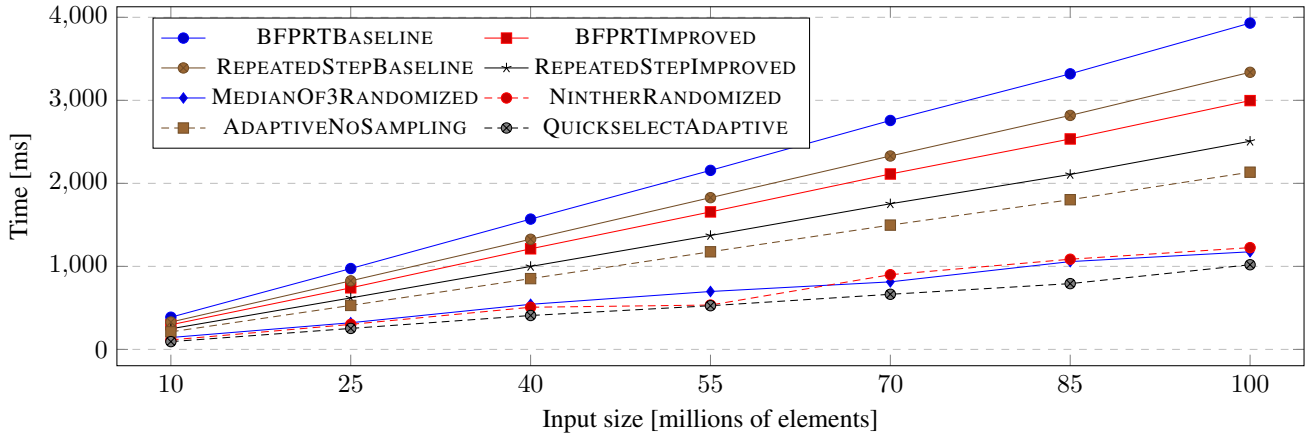 4,000
3,000
2,000
1,000
0
Time [ms]
BFPRTBASELINE BFPRTIMPROVED
REPEATEDSTEPBASELINE REPEATEDSTEPIMPROVED
MEDIANOF3RANDOMIZED NINTHERRANDOMIZED
ADAPTIVENOSAMPLING QUICKSELECTADAPTIVE
10 25 40 55 70 85 100
Input size [millions of elements]